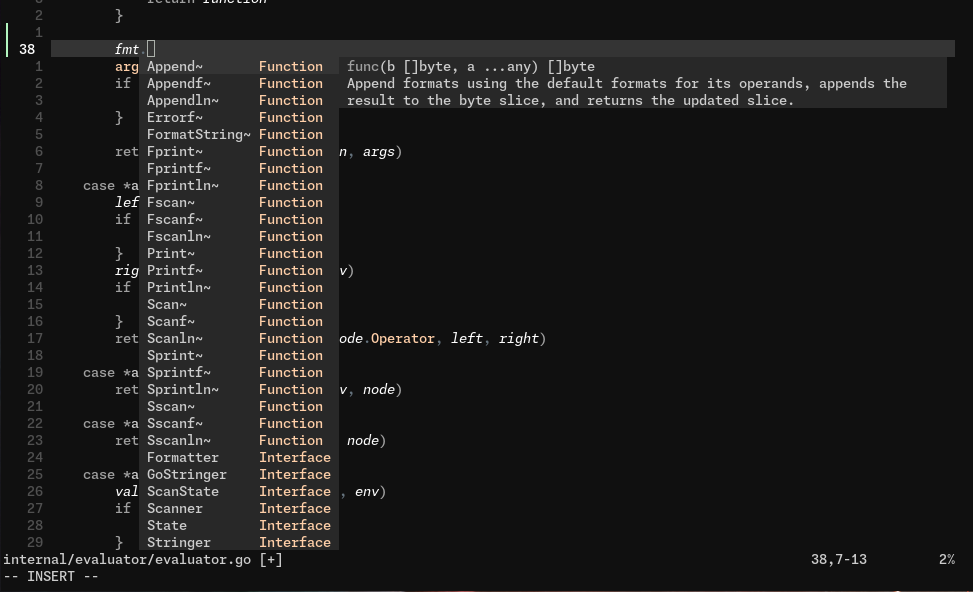 2 }
1
38 fmt.
1 arg Append~ Function func(b []byte, a ...any) []byte
2 if Appendf~ Function Append formats using the default formats for its operands, appends the
3 Appendln~ Function result to the byte slice, and returns the updated slice.
4 } Errorf~ Function
5 FormatString~ Function
6 ret Fprint~ Function n, args)
7 Fprintf~ Function
8 case *a Fprintln~ Function
9 lef Fscan~ Function
10 if Fscanf~ Function
11 Fscanln~ Function
12 } Print~ Function
13 rig Printf~ Function v)
14 if Println~ Function
15 Scan~ Function
16 } Scanf~ Function
17 ret Scanln~ Function ode.Operator, left, right)
18 Sprint~ Function
19 case *a Sprintf~ Function
20 ret Sprintln~ Function v, node)
21 Sscan~ Function
22 case *a Sscanf~ Function
23 ret Sscanln~ Function node)
24 Formatter Interface
25 case *a GoStringer Interface
26 val ScanState Interface , env)
27 if Scanner Interface
28 State Interface
29 } Stringer Interface
internal/evaluator/evaluator.go [+] 38,7-13 2%
-- INSERT --